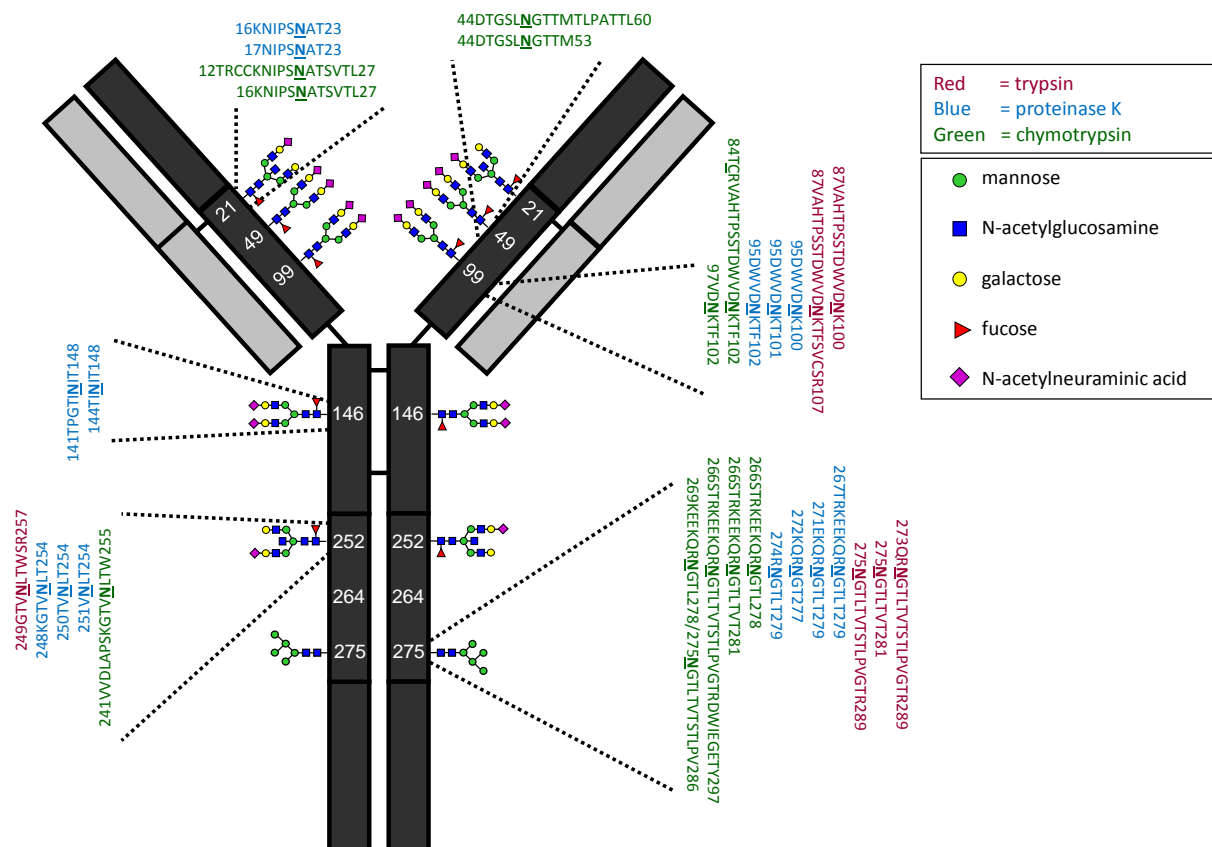 16KNIPSNAT23
17NIPSNAT23
12TRCCKNIPSNATSVTL27
16KNIPSNATSVTL27
44DTGSLNGTTMTLPATTL60
44DTGSLNGTTM53
Red = trypsin
Blue = proteinase K
Green = chymotrypsin
mannose
N-acetylglucosamine
galactose
fucose
N-acetylneuraminic acid
21
49
99
21
49
99
97VDNKTF102
84TCRVAHTPSSTDWVDNKTF102
95DWVDNKTF102
95DWVDNKT101
95DWVDNK100
87VAHTPSSTDWVDNKTFSVCSR107
87VAHTPSSTDWVDNK100
141TPGTINIT148
144TINIT148
146
146
249GTVNLTWSR257
248KGTVNLT254
250TVNLT254
251VNLT254
241VVDLAPSKGTVNLTW255
252
252
264
264
275
275
269KEEKQRNGTL278/275NGTLTVTSTLPV286
266STRKEEKQRNGTLTVTSTLPVGTRDWIEGETY297
266STRKEEKQRNGTLTVT281
266STRKEEKQRNGTL278
274RNGTLT279
272KQRNGT277
271EKQRNGTLT279
267TRKEEKQRNGTLT279
275NGTLTVTSTLPVGTR289
275NGTLTVT281
273QRNGTLTVTSTLPVGTR289